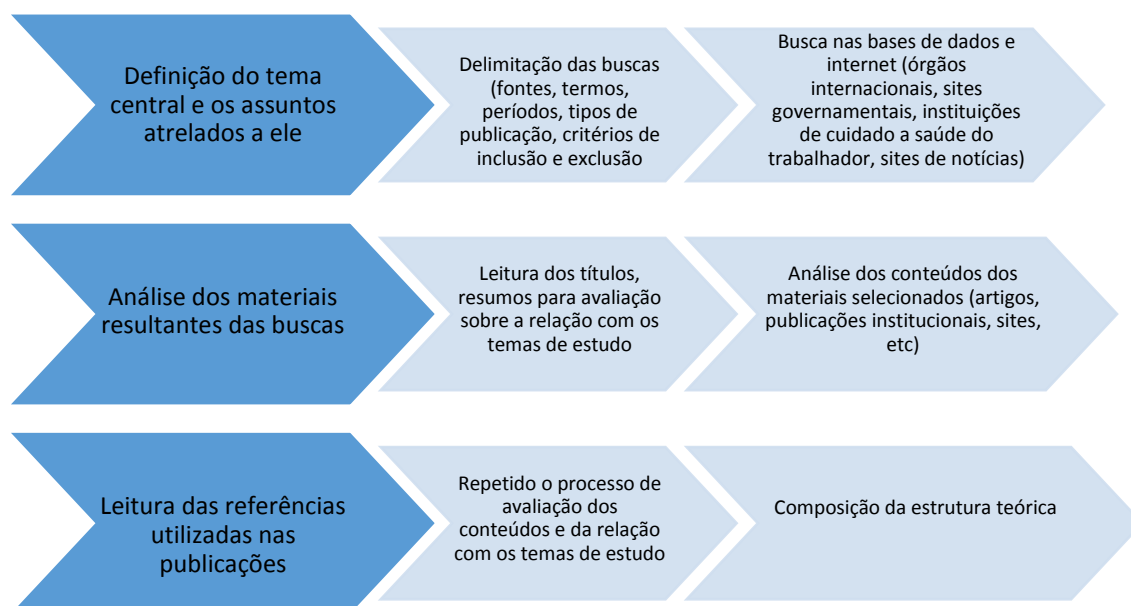 Definição do tema
central e os assuntos
atrelados a ele
Delimitação das buscas
(fontes, termos,
períodos, tipos de
publicação, critérios de
inclusão e exclusão
Busca nas bases de dados e
internet (órgãos
internacionais, sites
governamentais, instituições
de cuidado a saúde do
trabalhador, sites de notícias)
Análise dos materiais
resultantes das buscas
Leitura dos títulos,
resumos para avaliação
sobre a relação com os
temas de estudo
Análise dos conteúdos dos
materiais selecionados (artigos,
publicações institucionais, sites,
etc)
Leitura das referências
utilizadas nas
publicações
Repetido o processo de
avaliação dos
conteúdos e da relação
com os temas de estudo
Composição da estrutura teórica